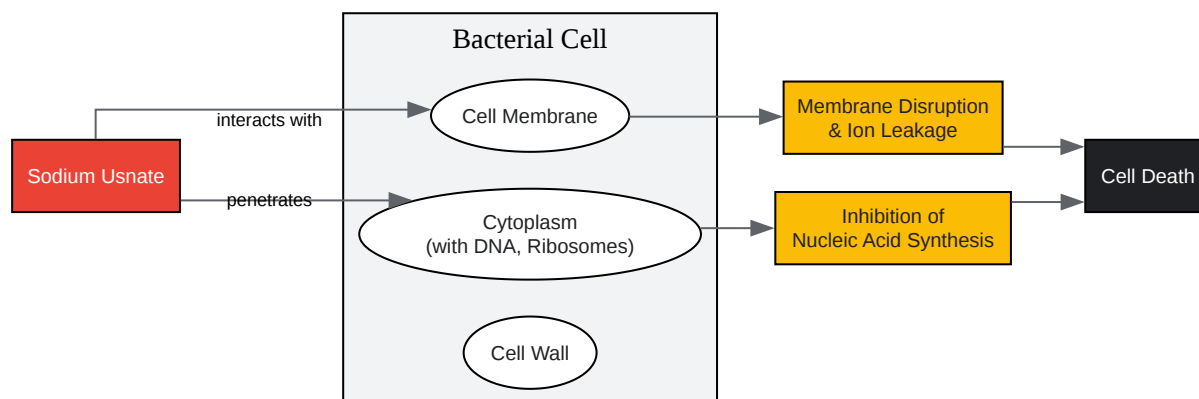 Bacterial Cell
Cell Membrane
Membrane Disruption
& Ion Leakage
interacts with
Sodium Usnate
Cell Death
penetrates
Cytoplasm
(with DNA, Ribosomes)
Inhibition of
Nucleic Acid Synthesis
Cell Wall